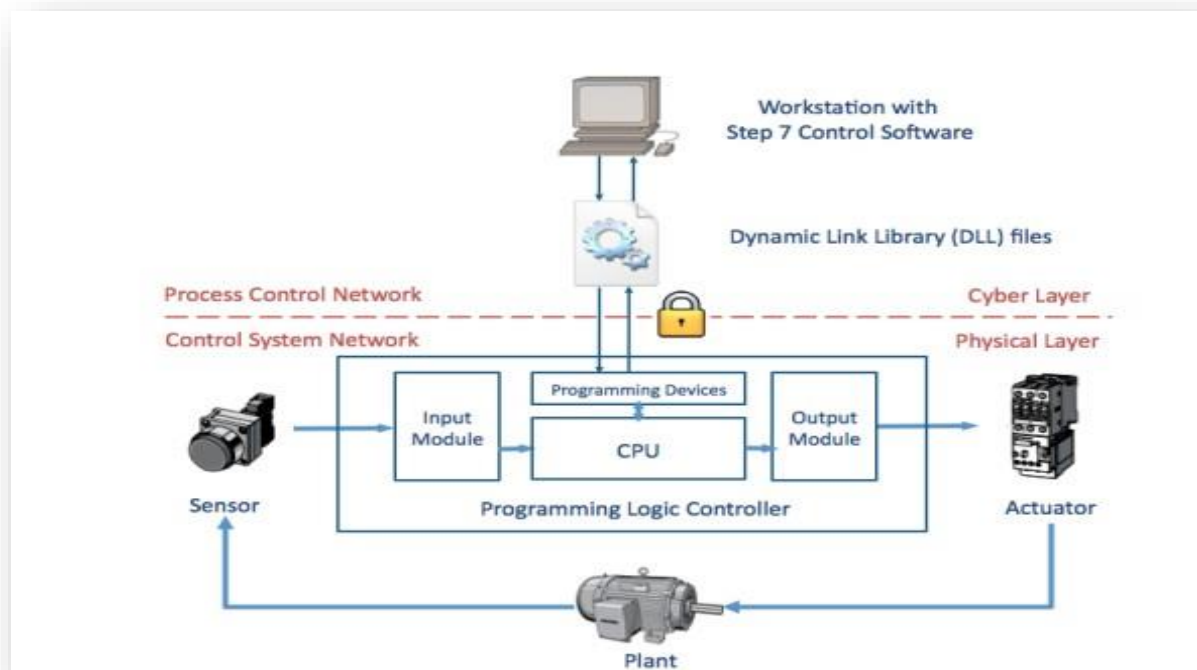 Workstation with
Step 7 Control Software
Dynamic Link Library (DLL) files
Process Control Network
Cyber Layer
Control System Network
Physical Layer
Programming Devices
Input
Module
Output
Module
CPU
Sensor
Programming Logic Controller
Actuator
Plant